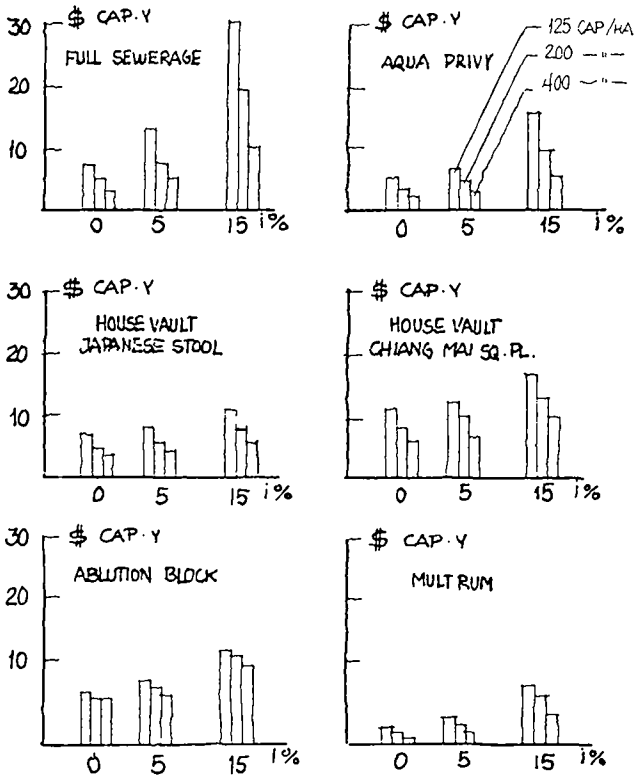 30 $ CAP·Y
FULL SEWERAGE
20
10
0 5 15 i%
$ CAP·Y
AQUA PRIVY
125 CAP/HA
200 — " —
400 — " —
0 5 15 i%
30 $ CAP·Y
HOUSE VAULT
JAPANESE STOOL
20
10
0 5 15 i%
$ CAP·Y
HOUSE VAULT
CHIANG MAI SQ. PL.
0 5 15 i%
30 $ CAP·Y
ABLUTION BLOCK
20
10
0 5 15 i%
$ CAP·Y
MULTRUM
0 5 15 i%